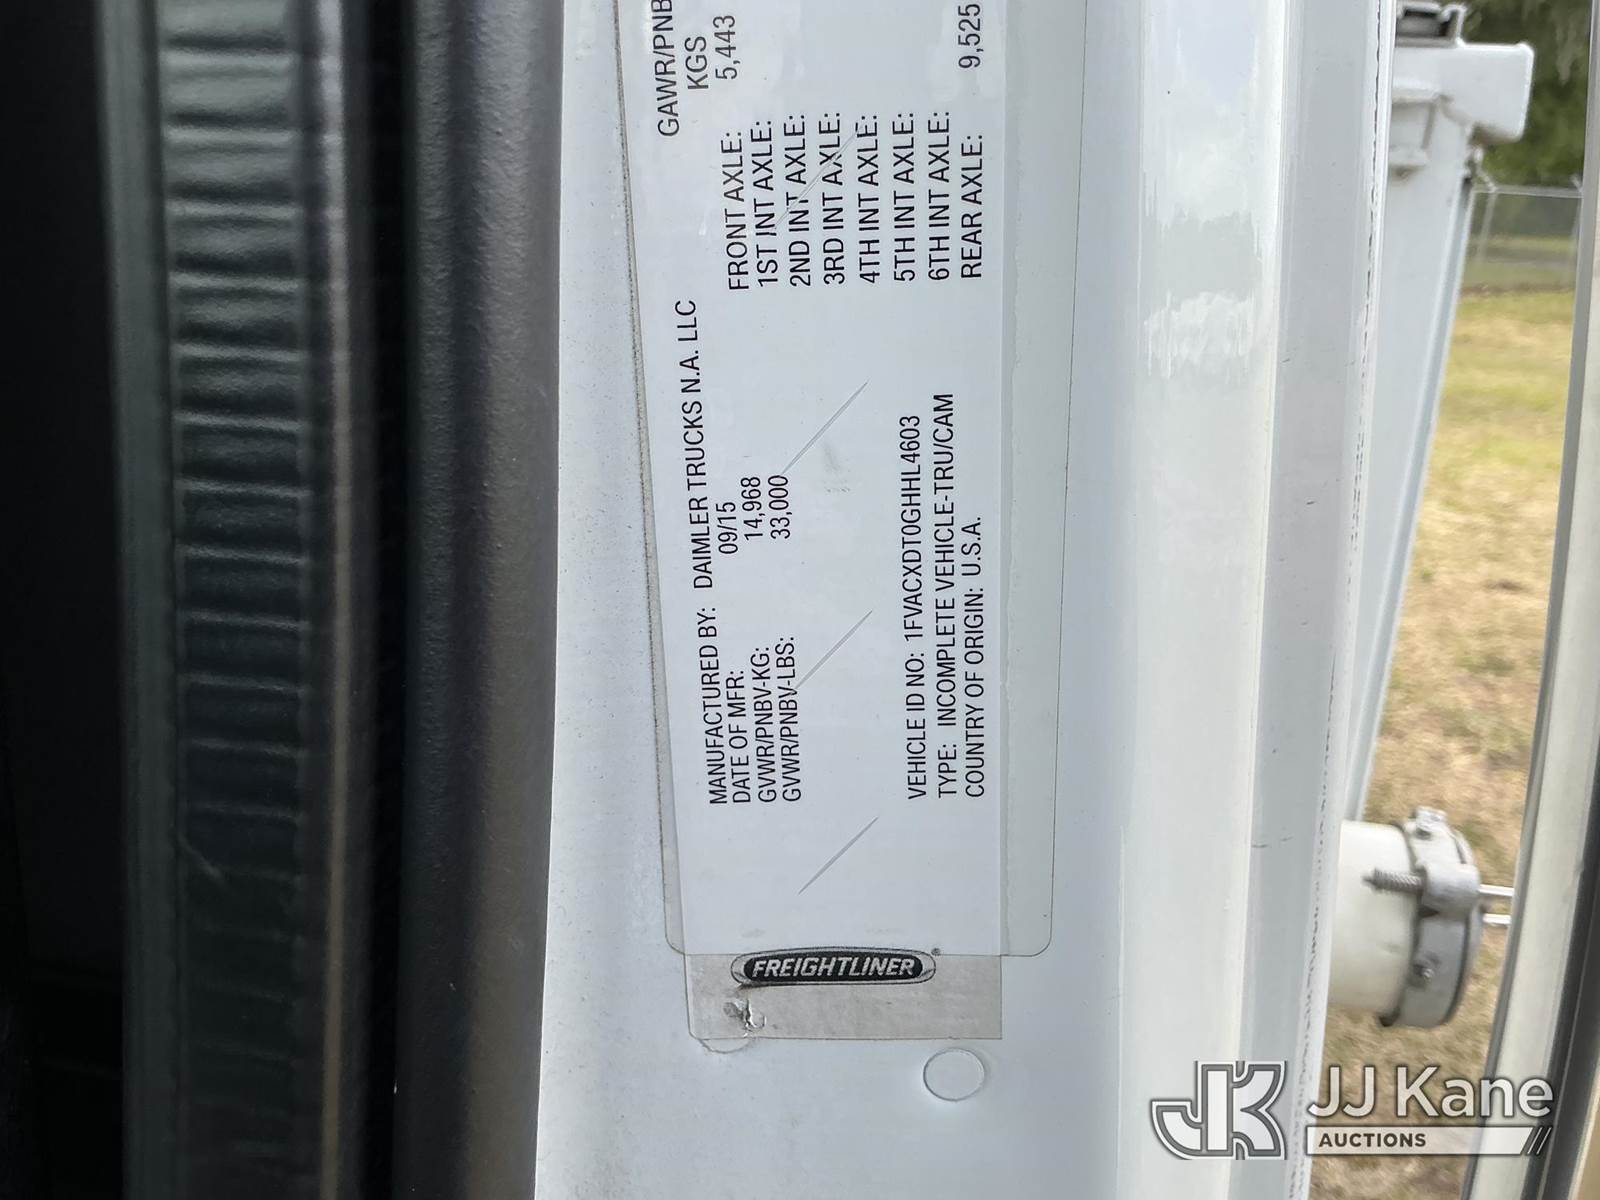 FREIGHTLINER®
MANUFACTURED BY: DAIMLER TRUCKS N.A. LLC
DATE OF MFR: 09/15
GVWR/PNBV-KG: 14,968
GVWR/PNBV-LBS: 33,000
VEHICLE ID NO: 1FVACXDT0GHHL4603
TYPE: INCOMPLETE VEHICLE-TRU/CAM
COUNTRY OF ORIGIN: U.S.A.
GAWR/PNB
KGS
FRONT AXLE: 5,443
1ST INT AXLE:
2ND INT AXLE:
3RD INT AXLE:
4TH INT AXLE:
5TH INT AXLE:
6TH INT AXLE:
REAR AXLE: 9,525
JK JJ Kane
AUCTIONS